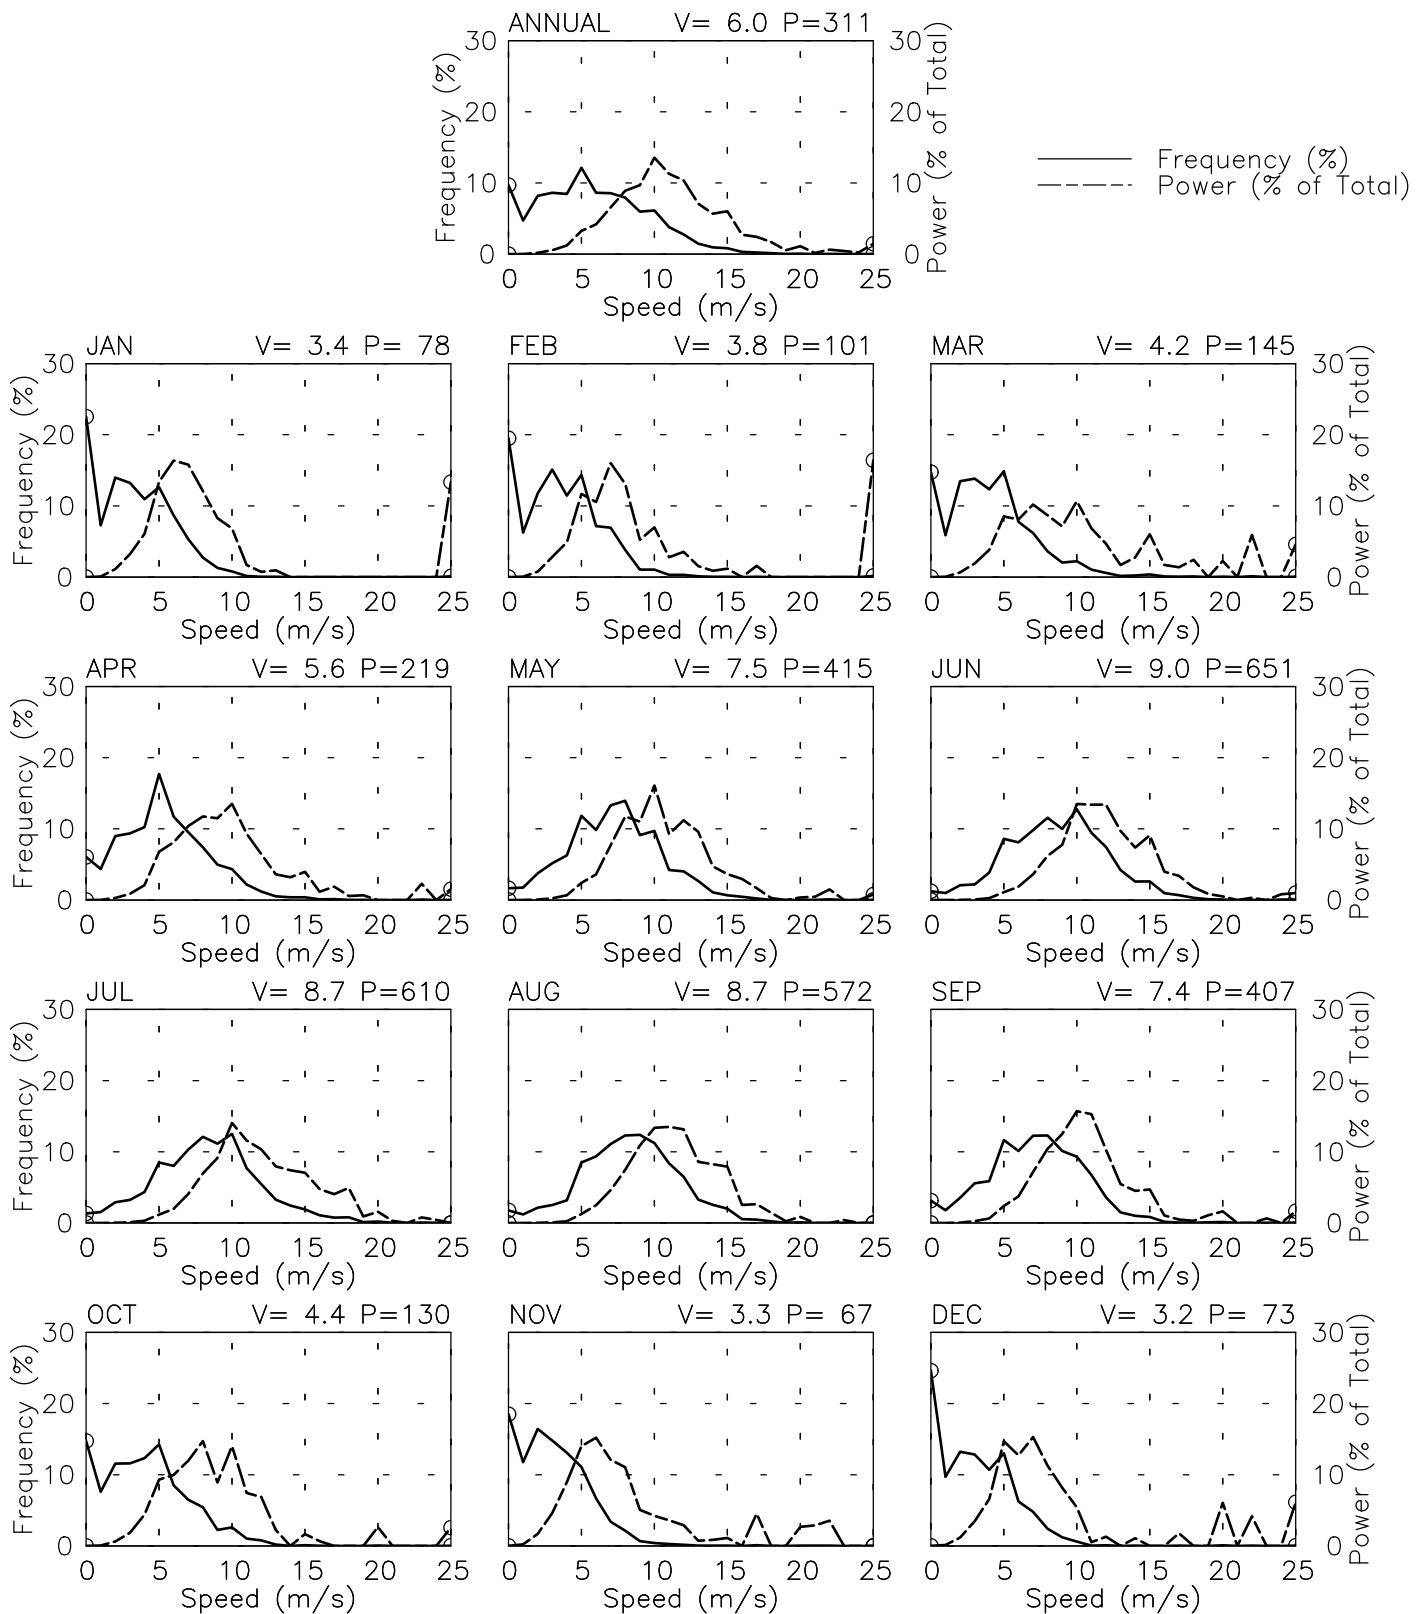 ANNUAL V= 6.0 P=311
30 30
20 20
10 10
0 0
Frequency (%)
Power (% of Total)
0 5 10 15 20 25
Speed (m/s)
Frequency (%)
Power (% of Total)
JAN V= 3.4 P= 78 FEB V= 3.8 P=101 MAR V= 4.2 P=145
30 30
20 20
10 10
0 0
Frequency (%)
Power (% of Total)
0 5 10 15 20 25 0 5 10 15 20 25 0 5 10 15 20 25
Speed (m/s) Speed (m/s) Speed (m/s)
APR V= 5.6 P=219 MAY V= 7.5 P=415 JUN V= 9.0 P=651
30 30
20 20
10 10
0 0
Frequency (%)
Power (% of Total)
0 5 10 15 20 25 0 5 10 15 20 25 0 5 10 15 20 25
Speed (m/s) Speed (m/s) Speed (m/s)
JUL V= 8.7 P=610 AUG V= 8.7 P=572 SEP V= 7.4 P=407
30 30
20 20
10 10
0 0
Frequency (%)
Power (% of Total)
0 5 10 15 20 25 0 5 10 15 20 25 0 5 10 15 20 25
Speed (m/s) Speed (m/s) Speed (m/s)
OCT V= 4.4 P=130 NOV V= 3.3 P= 67 DEC V= 3.2 P= 73
30 30
20 20
10 10
0 0
Frequency (%)
Power (% of Total)
0 5 10 15 20 25 0 5 10 15 20 25 0 5 10 15 20 25
Speed (m/s) Speed (m/s) Speed (m/s)